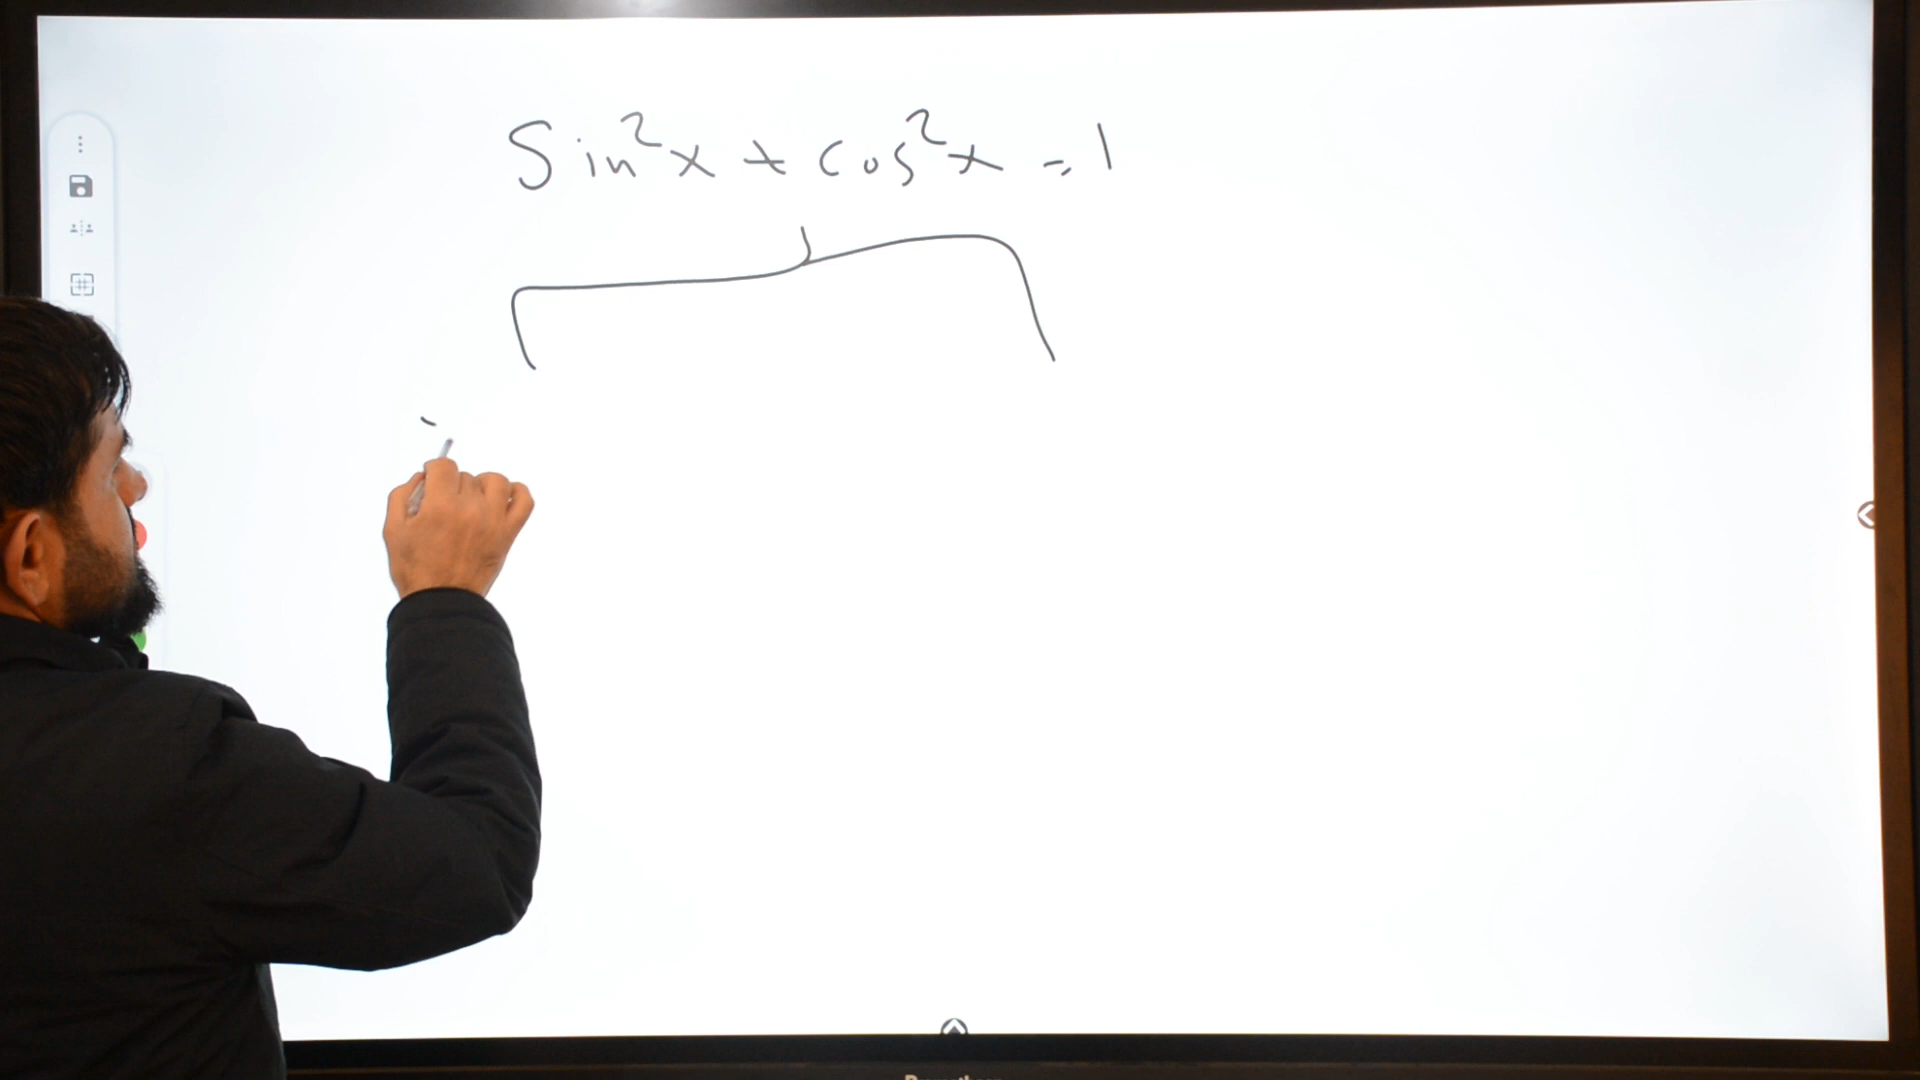 Sin²x + cos²x = 1